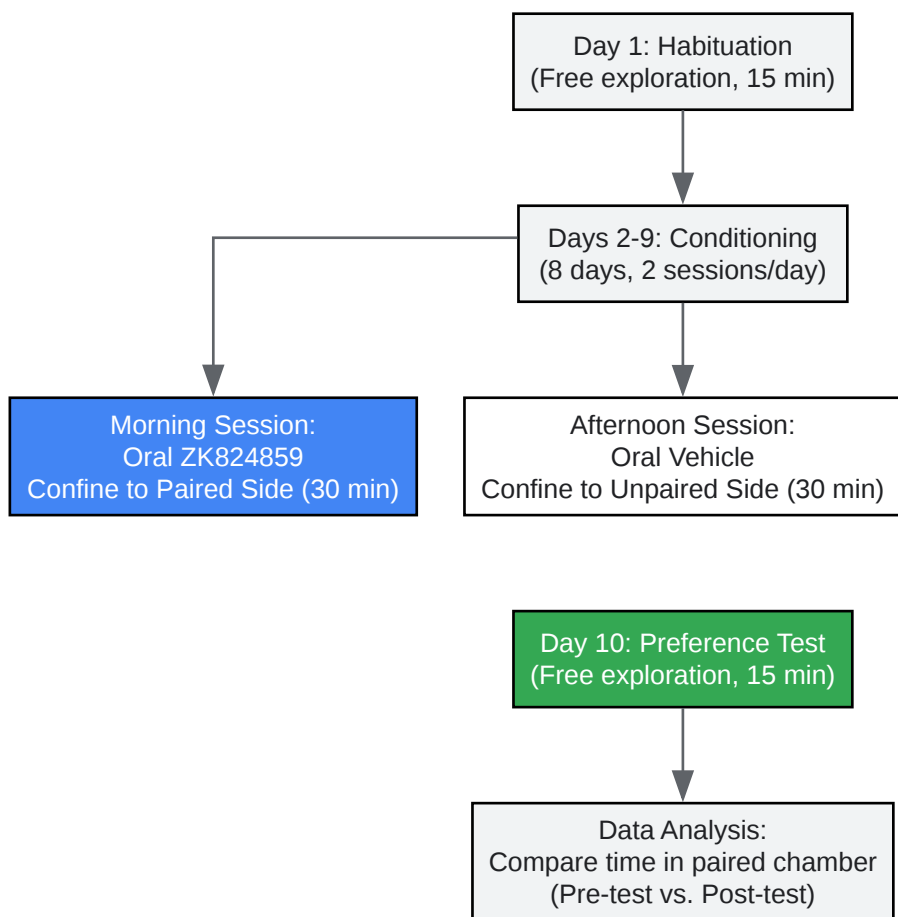 Day 1: Habituation
(Free exploration, 15 min)
Days 2-9: Conditioning
(8 days, 2 sessions/day)
Morning Session:
Oral ZK824859
Confine to Paired Side (30 min)
Afternoon Session:
Oral Vehicle
Confine to Unpaired Side (30 min)
Day 10: Preference Test
(Free exploration, 15 min)
Data Analysis:
Compare time in paired chamber
(Pre-test vs. Post-test)